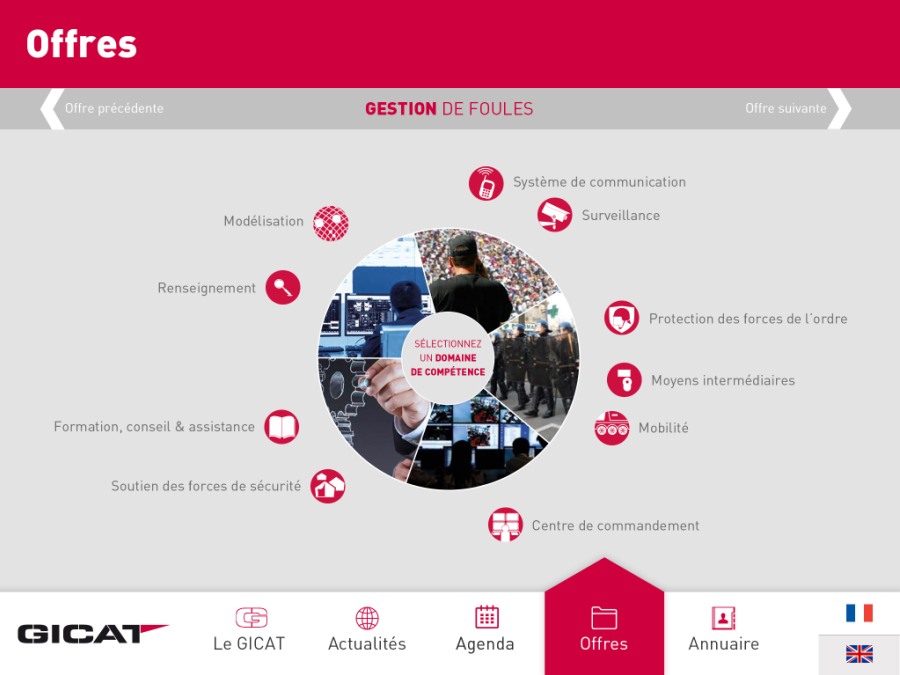 Offres
Offre précédente
GESTION DE FOULES
Offre suivante
Système de communication
Surveillance
Modélisation
Renseignement
Protection des forces de l'ordre
SÉLECTIONNEZ
UN DOMAINE
DE COMPÉTENCE
Moyens intermédiaires
Mobilité
Formation, conseil & assistance
Soutien des forces de sécurité
Centre de commandement
GICAT
Le GICAT
Actualités
Agenda
Offres
Annuaire